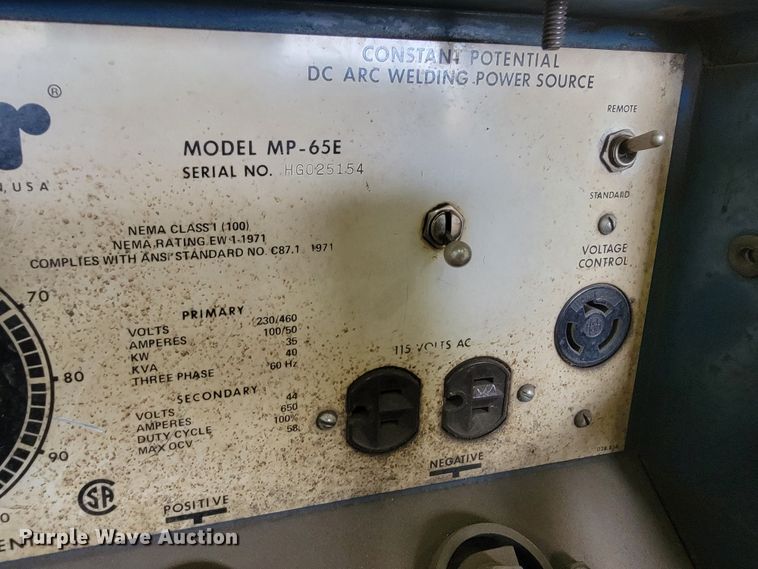 CONSTANT POTENTIAL
DC ARC WELDING POWER SOURCE
®
REMOTE
MODEL MP-65E
SERIAL NO. HG025154
USA
STANDARD
NEMA CLASS I (100)
NEMA RATING EW 1-1971
COMPLIES WITH ANSI STANDARD NO. C87.1 1971
VOLTAGE
CONTROL
70
PRIMARY
VOLTS 230/460
AMPERES 100/50
KW 35
KVA 40
THREE PHASE 60 Hz
115 VOLTS AC
80
SECONDARY
VOLTS 44
AMPERES 650
DUTY CYCLE 100%
MAX OCV 58
90
SA
POSITIVE
NEGATIVE
Purple Wave Auction®